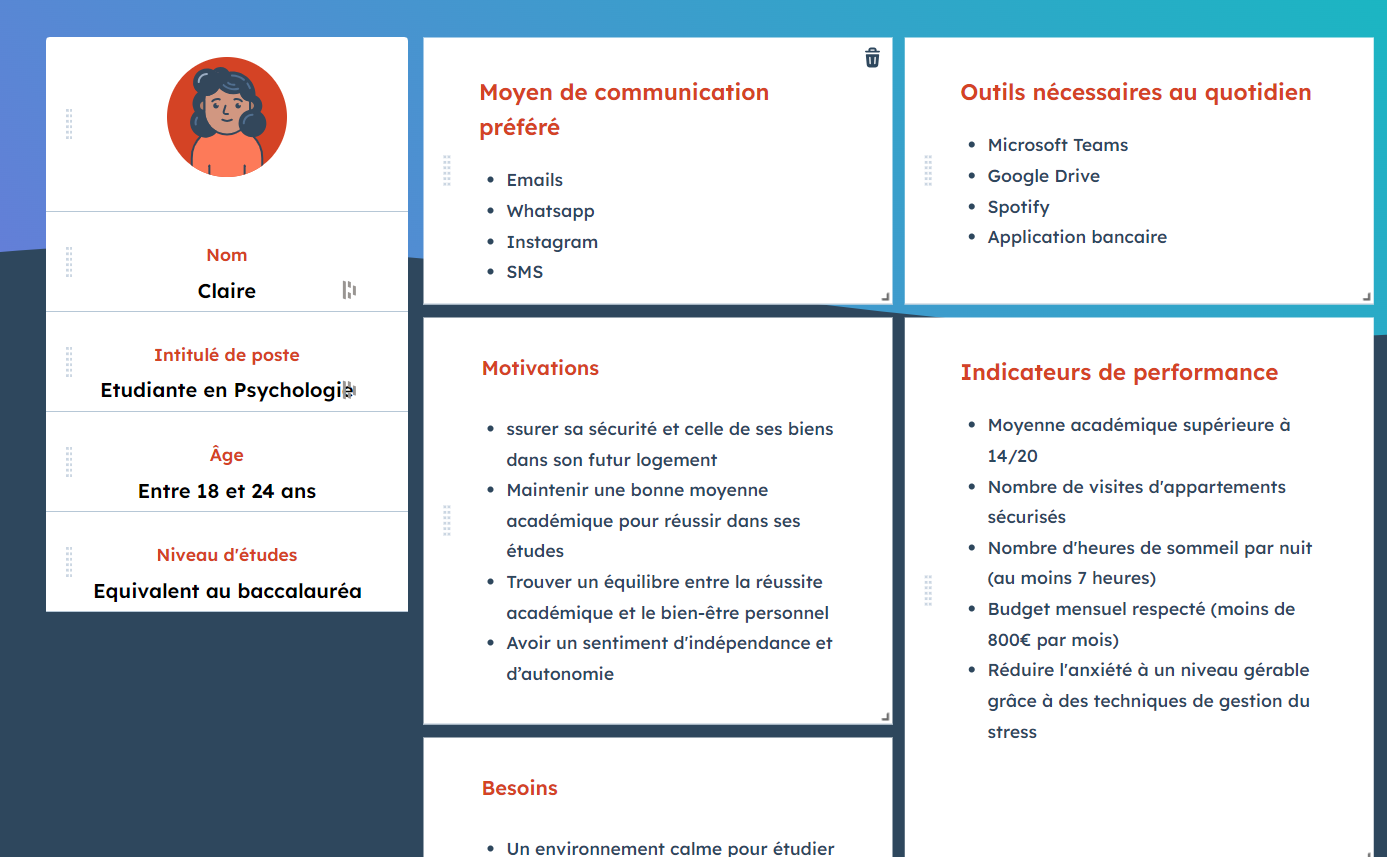 Nom
Claire
Intitulé de poste
Etudiante en Psychologie
Âge
Entre 18 et 24 ans
Niveau d'études
Equivalent au baccalauréa
Moyen de communication
préféré
Emails
Whatsapp
Instagram
SMS
Outils nécessaires au quotidien
Microsoft Teams
Google Drive
Spotify
Application bancaire
Motivations
ssurer sa sécurité et celle de ses biens
dans son futur logement
Maintenir une bonne moyenne
académique pour réussir dans ses
études
Trouver un équilibre entre la réussite
académique et le bien-être personnel
Avoir un sentiment d'indépendance et
d’autonomie
Indicateurs de performance
Moyenne académique supérieure à
14/20
Nombre de visites d'appartements
sécurisés
Nombre d'heures de sommeil par nuit
(au moins 7 heures)
Budget mensuel respecté (moins de
800€ par mois)
Réduire l'anxiété à un niveau gérable
grâce à des techniques de gestion du
stress
Besoins
Un environnement calme pour étudier